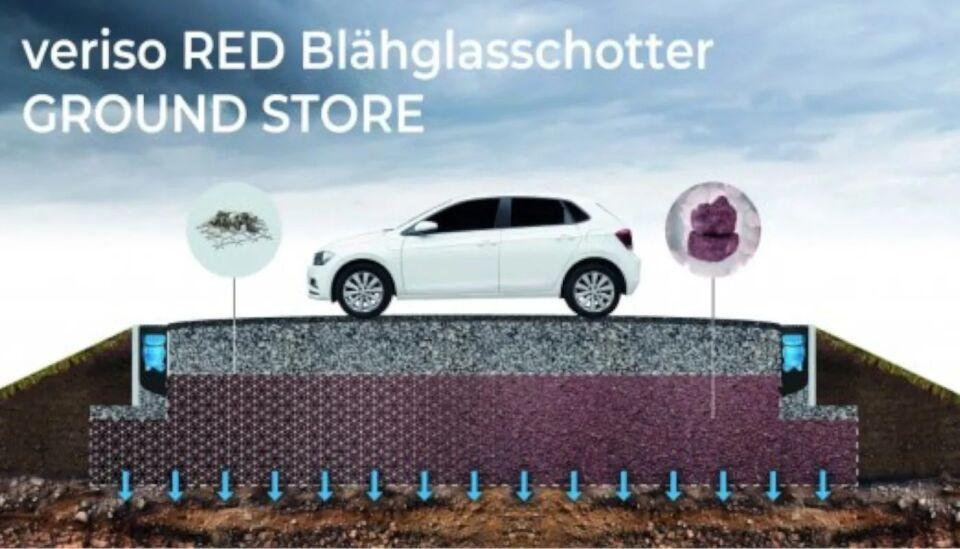 veriso RED Blähglasschotter
GROUND STORE